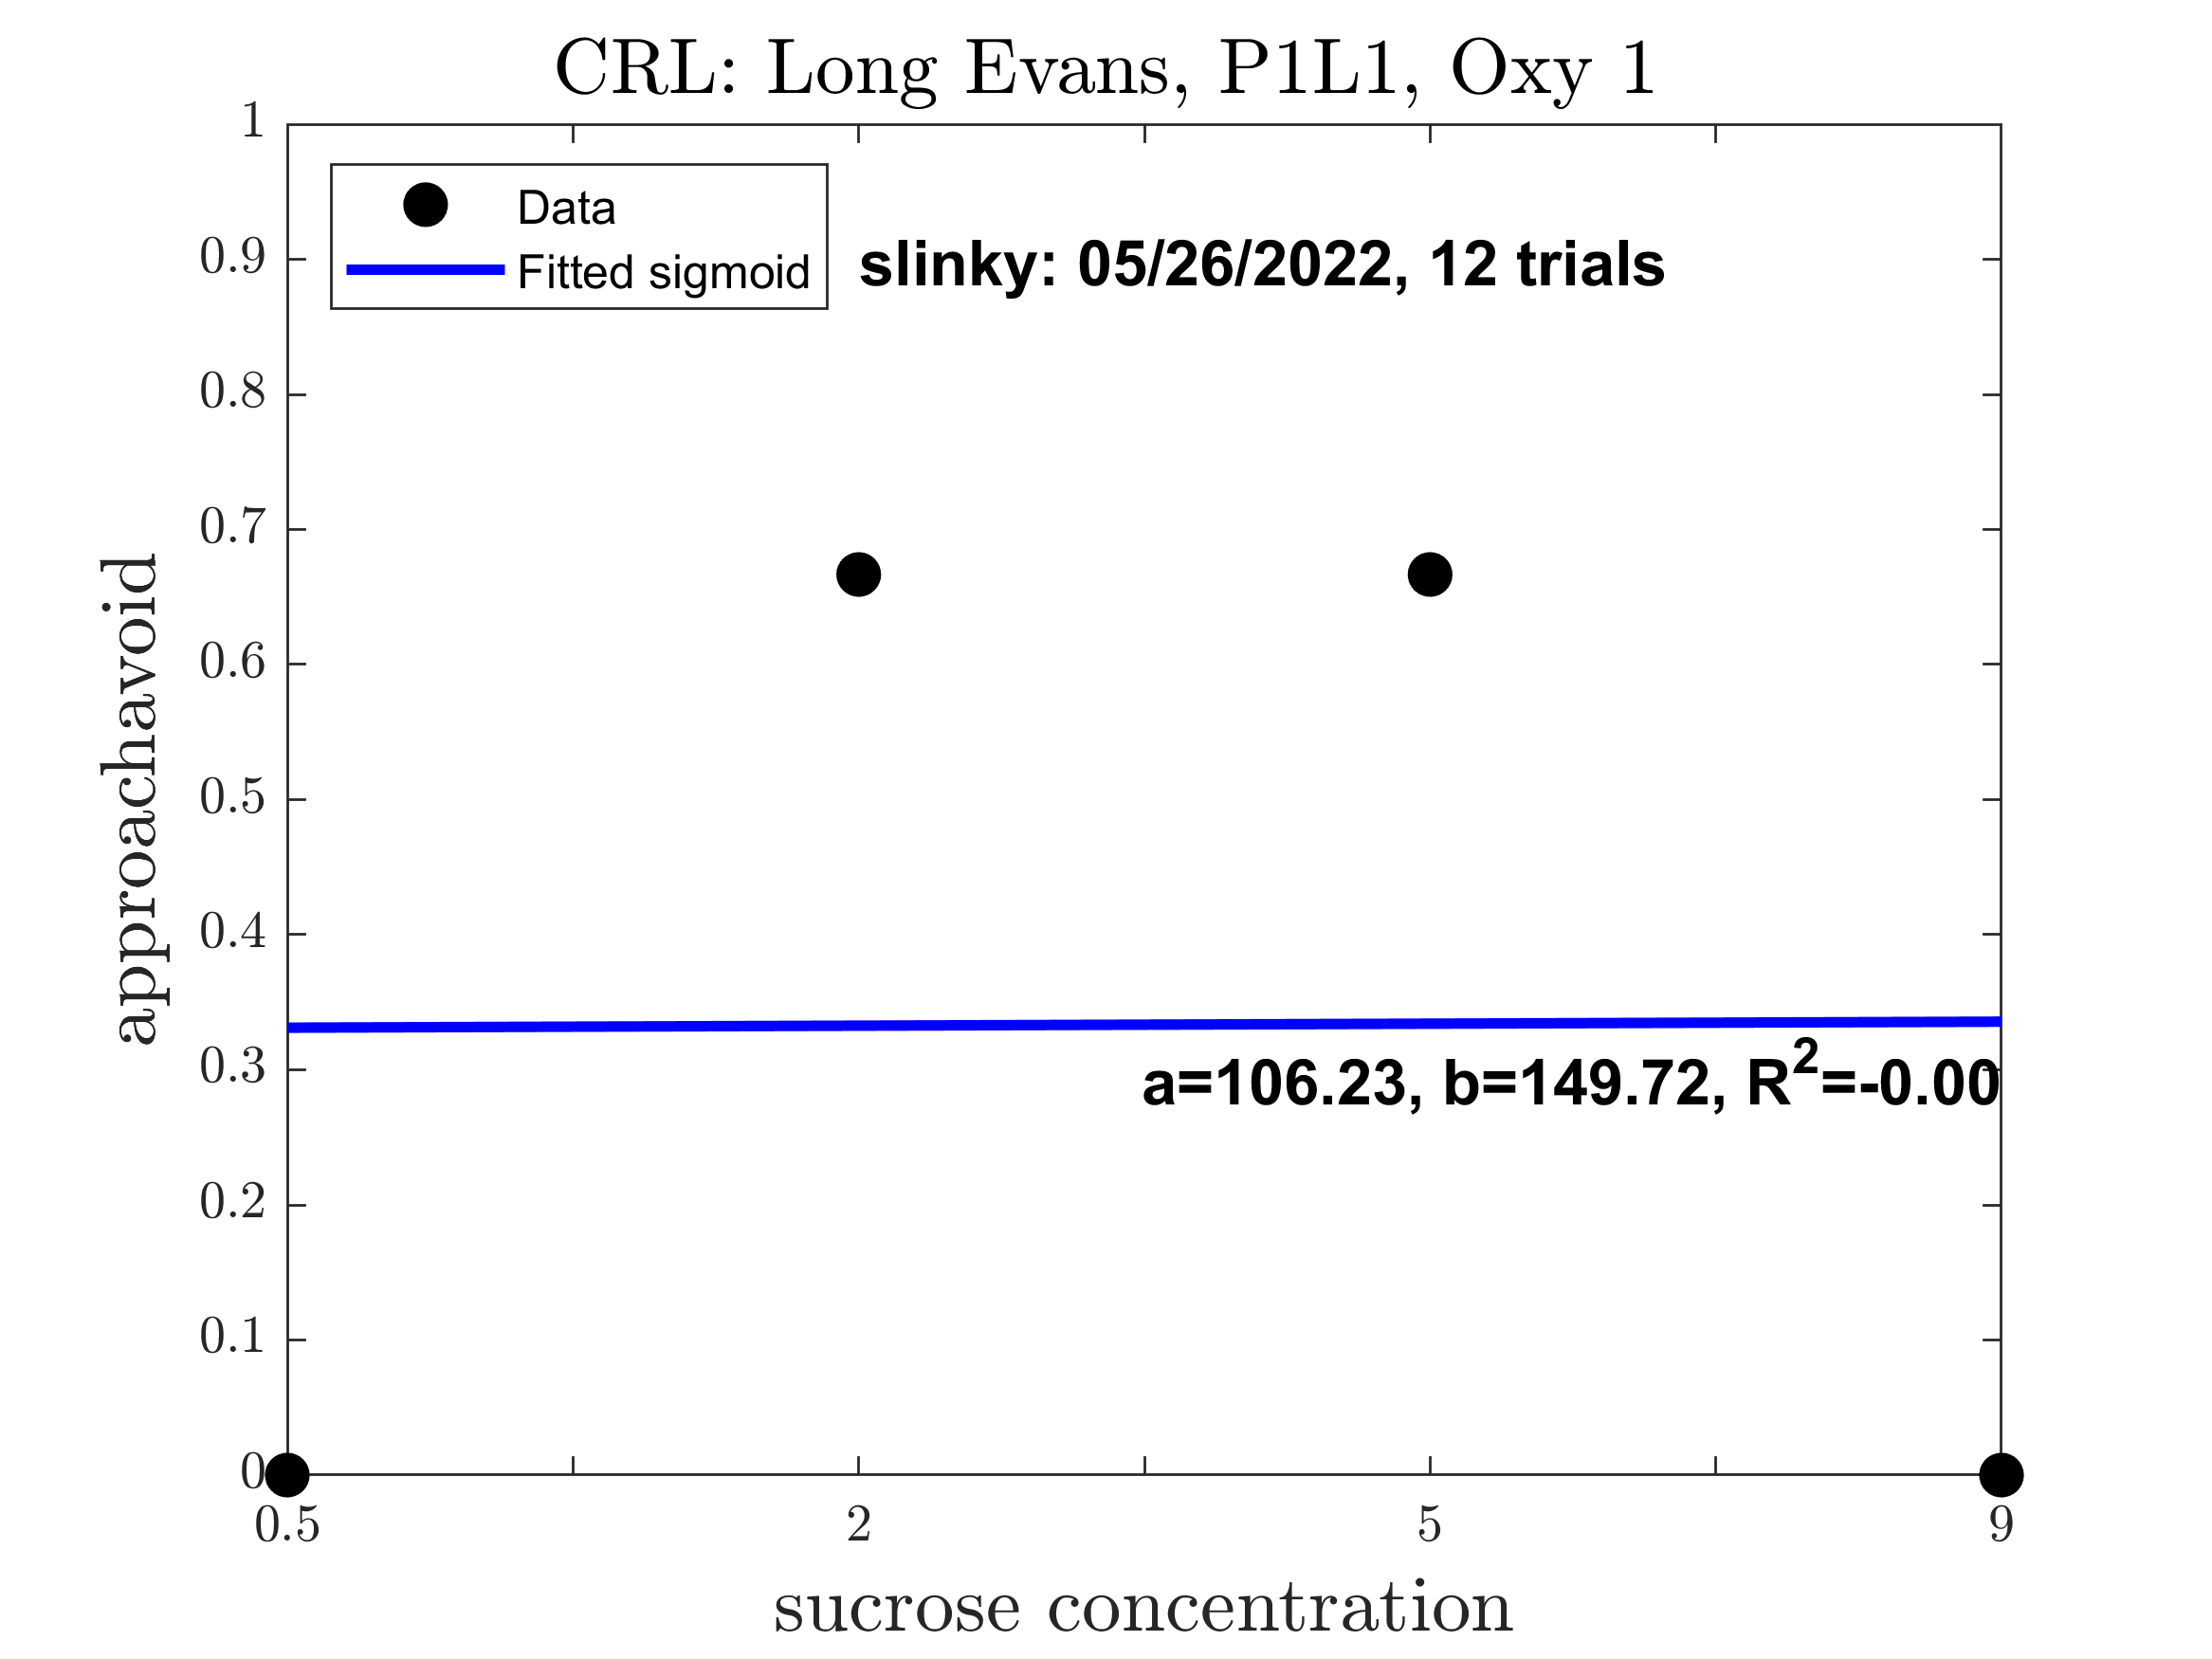 CRL: Long Evans, P1L1, Oxy 1
1
0.9
0.8
0.7
0.6
0.5
0.4
0.3
0.2
0.1
0
Data
Fitted sigmoid
slinky: 05/26/2022, 12 trials
a=106.23, b=149.72, R²=-0.00
approachavoid
0.5 2 5 9
sucrose concentration